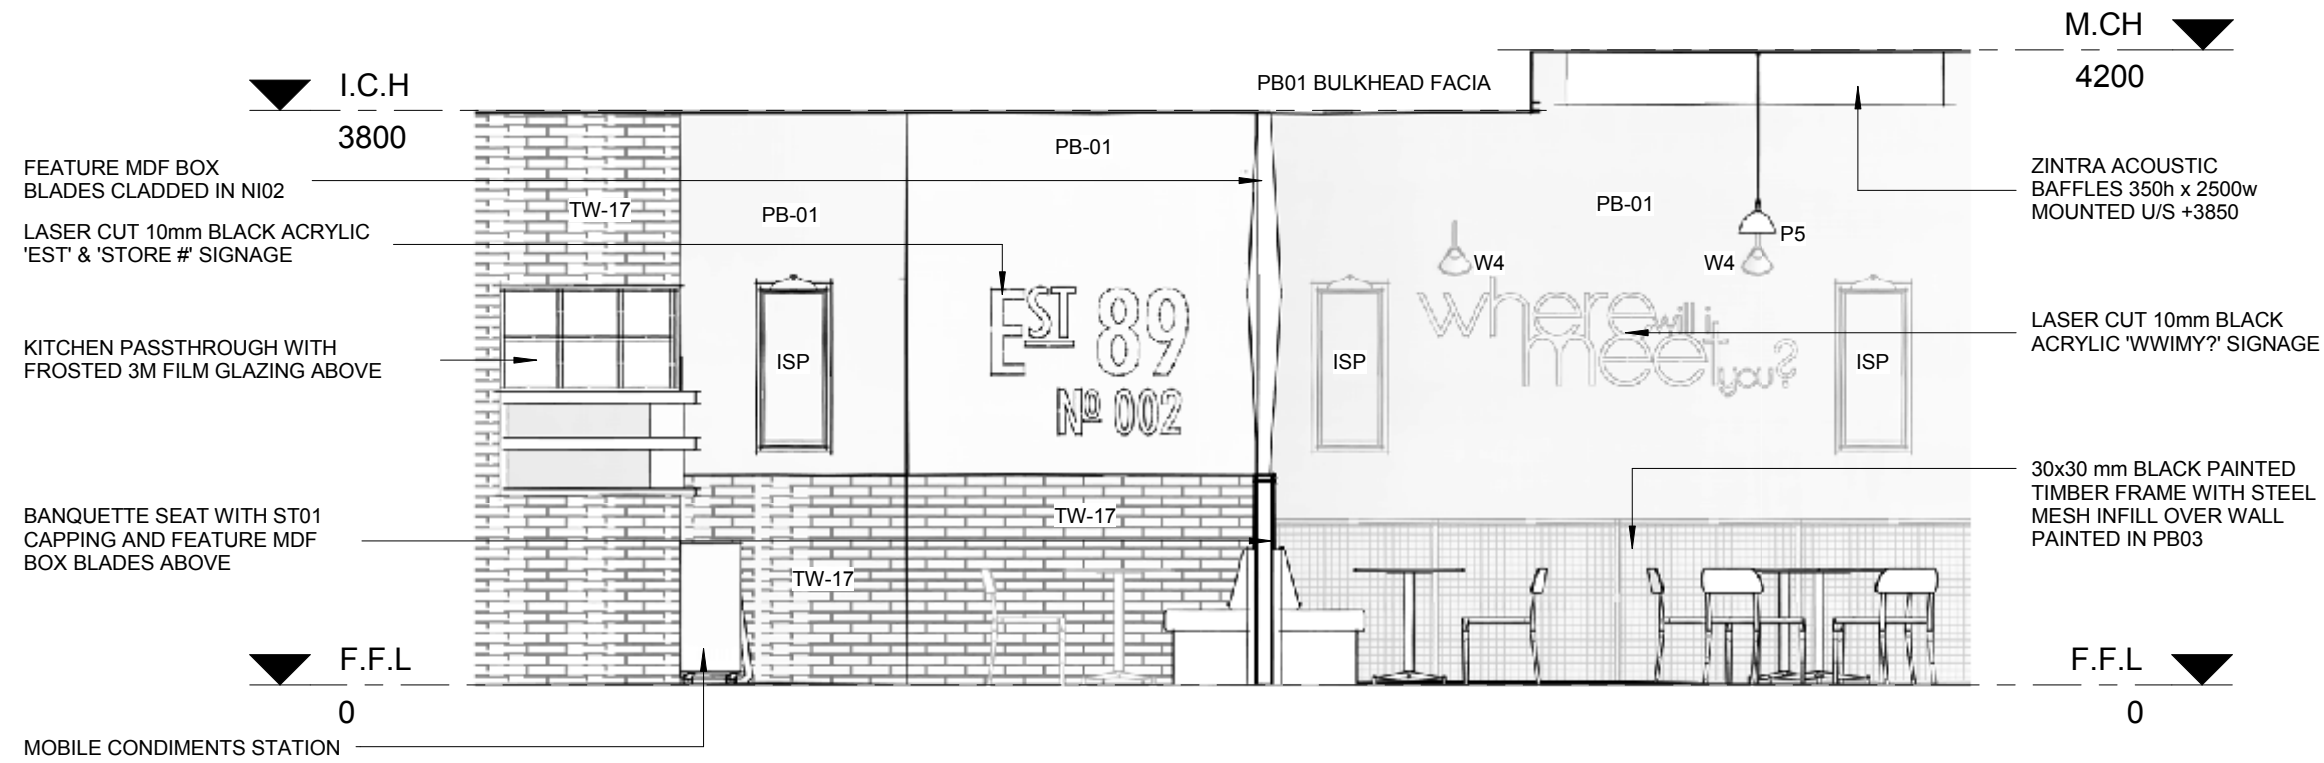 M.CH
4200
I.C.H
3800
PB01 BULKHEAD FACIA
FEATURE MDF BOX
BLADES CLADDED IN NI02
LASER CUT 10mm BLACK ACRYLIC
'EST' & 'STORE #' SIGNAGE
KITCHEN PASSTHROUGH WITH
FROSTED 3M FILM GLAZING ABOVE
BANQUETTE SEAT WITH ST01
CAPPING AND FEATURE MDF
BOX BLADES ABOVE
F.F.L
0
MOBILE CONDIMENTS STATION
TW-17
PB-01
ISP
PB-01
EST 89
Nº 002
TW-17
TW-17
PB-01
W4
P5
W4
ISP
where will it
meet you?
ISP
ZINTRA ACOUSTIC
BAFFLES 350h x 2500w
MOUNTED U/S +3850
LASER CUT 10mm BLACK
ACRYLIC 'WWIMY?' SIGNAGE
30x30 mm BLACK PAINTED
TIMBER FRAME WITH STEEL
MESH INFILL OVER WALL
PAINTED IN PB03
F.F.L
0